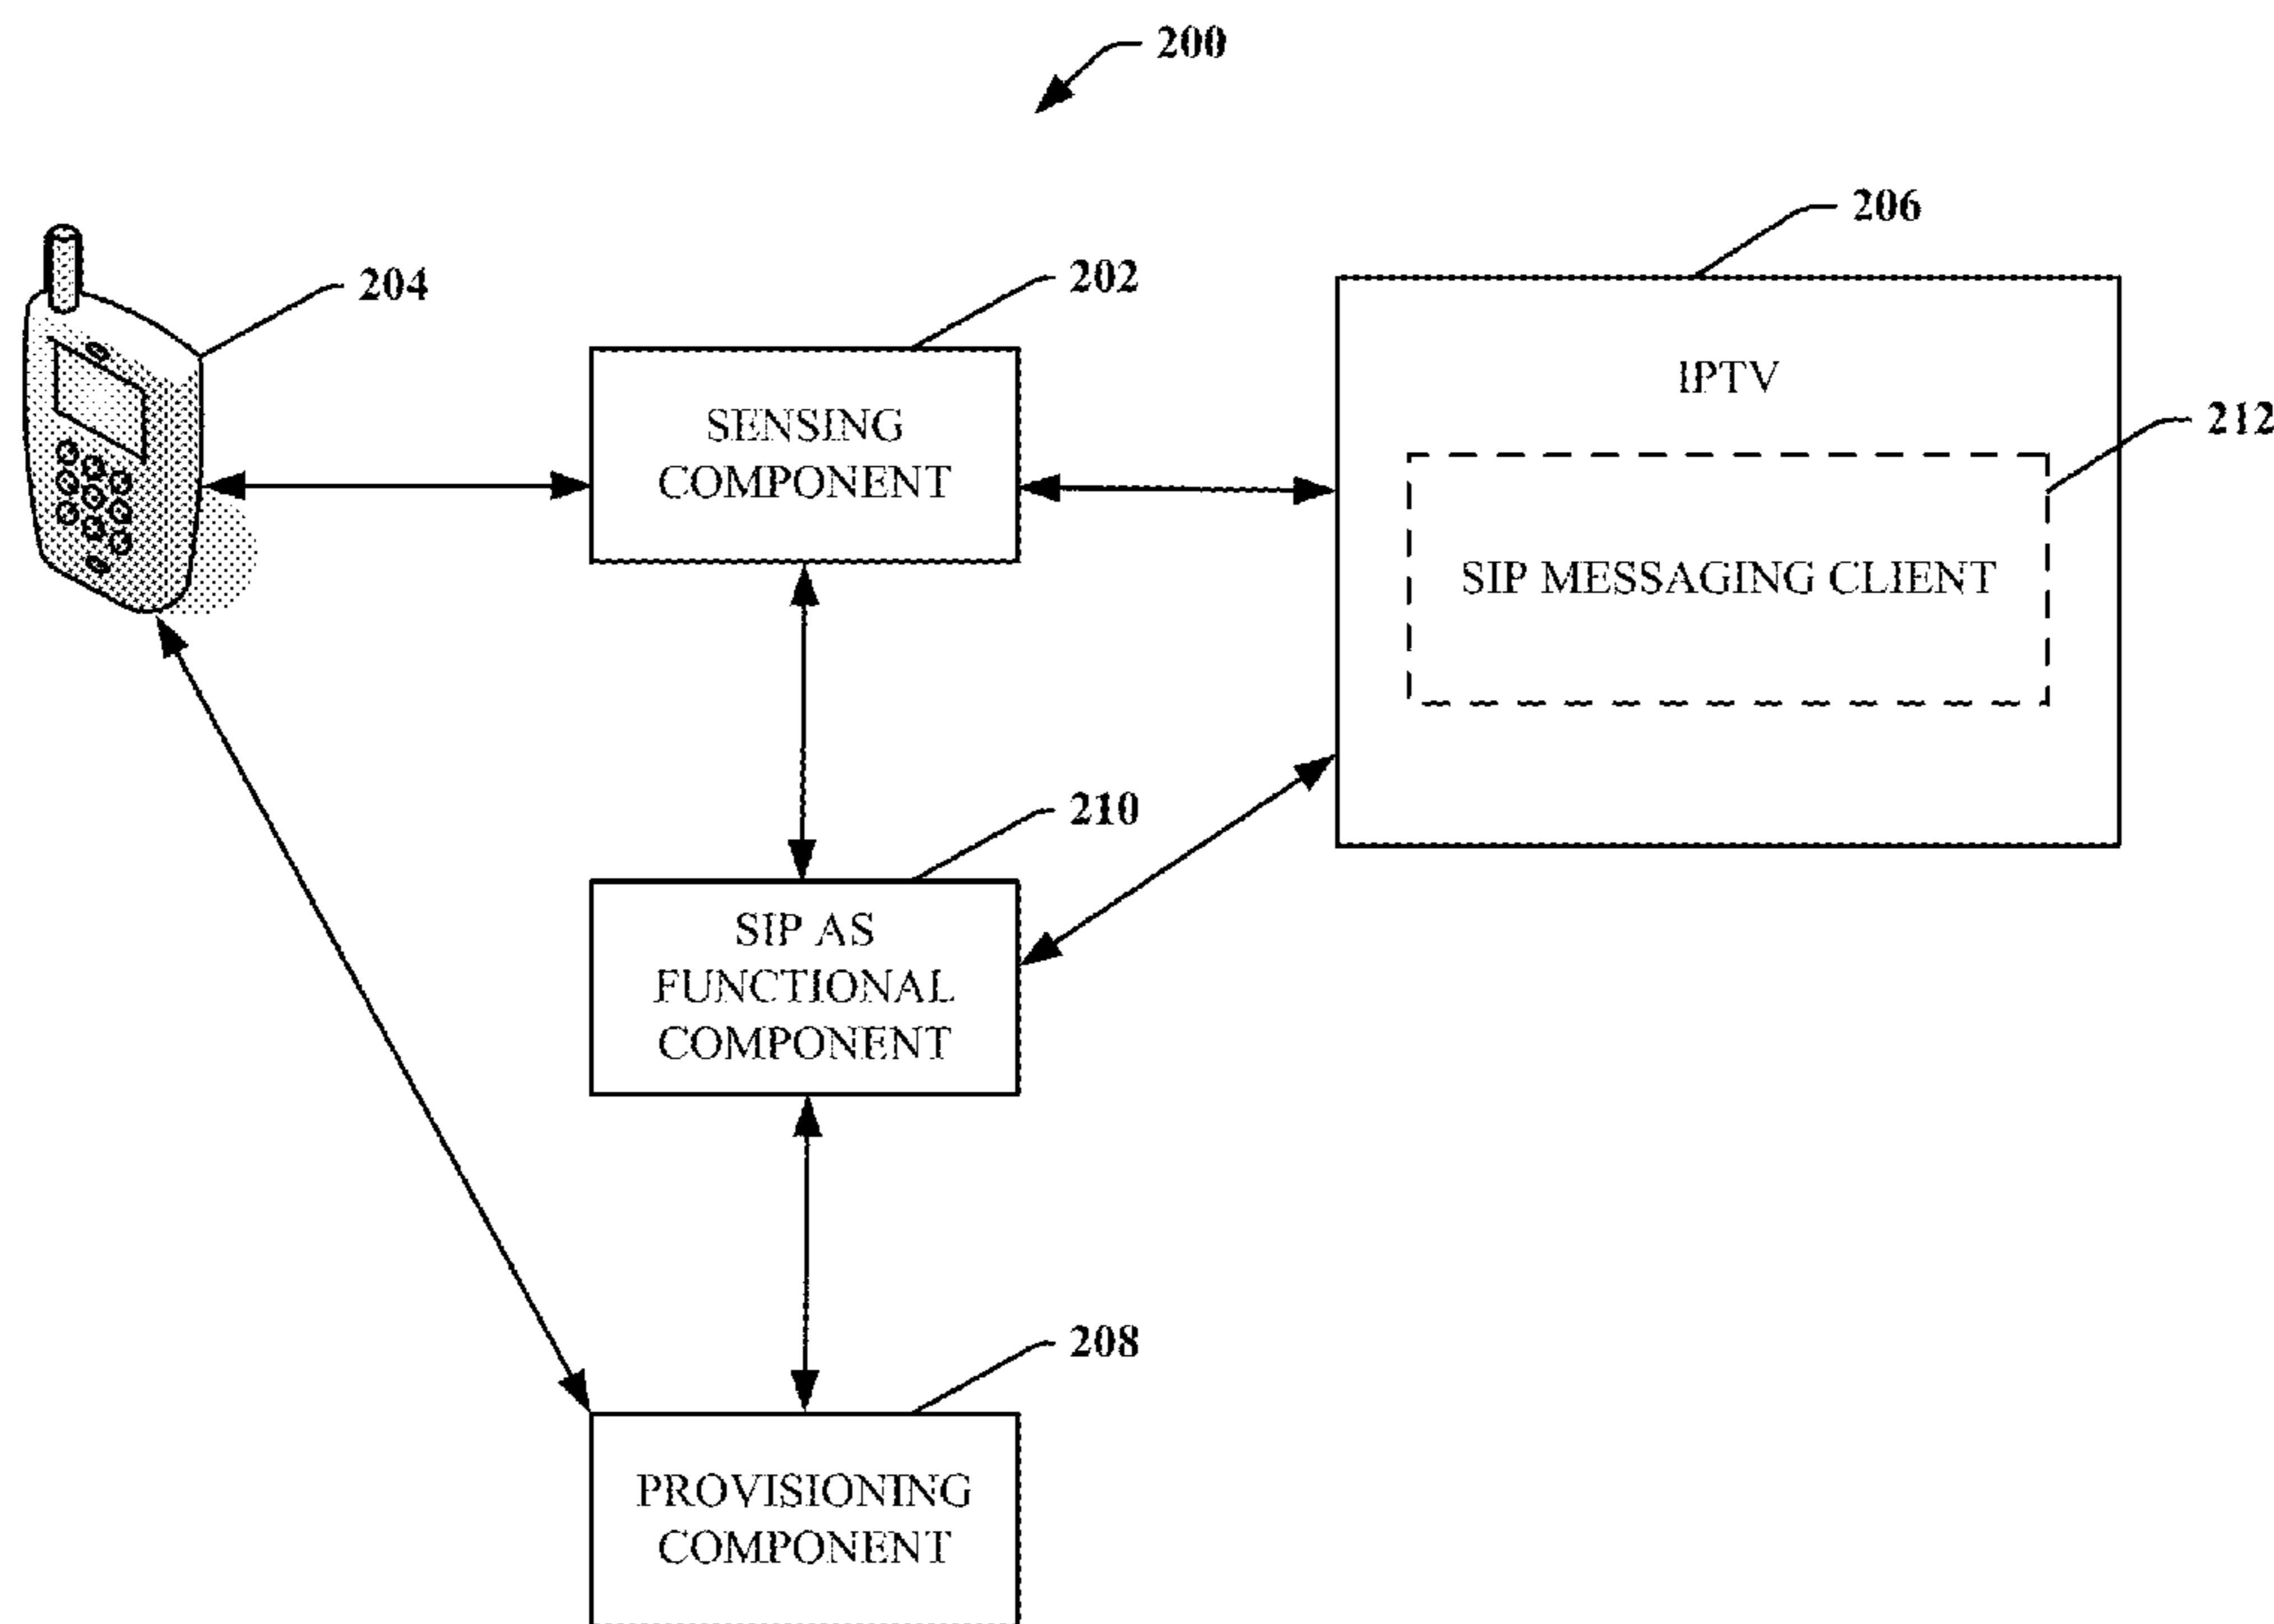 200
206
204
202
IPTV
212
SENSING
COMPONENT
SIP MESSAGING CLIENT
210
SIP AS
FUNCTIONAL
COMPONENT
208
PROVISIONING
COMPONENT